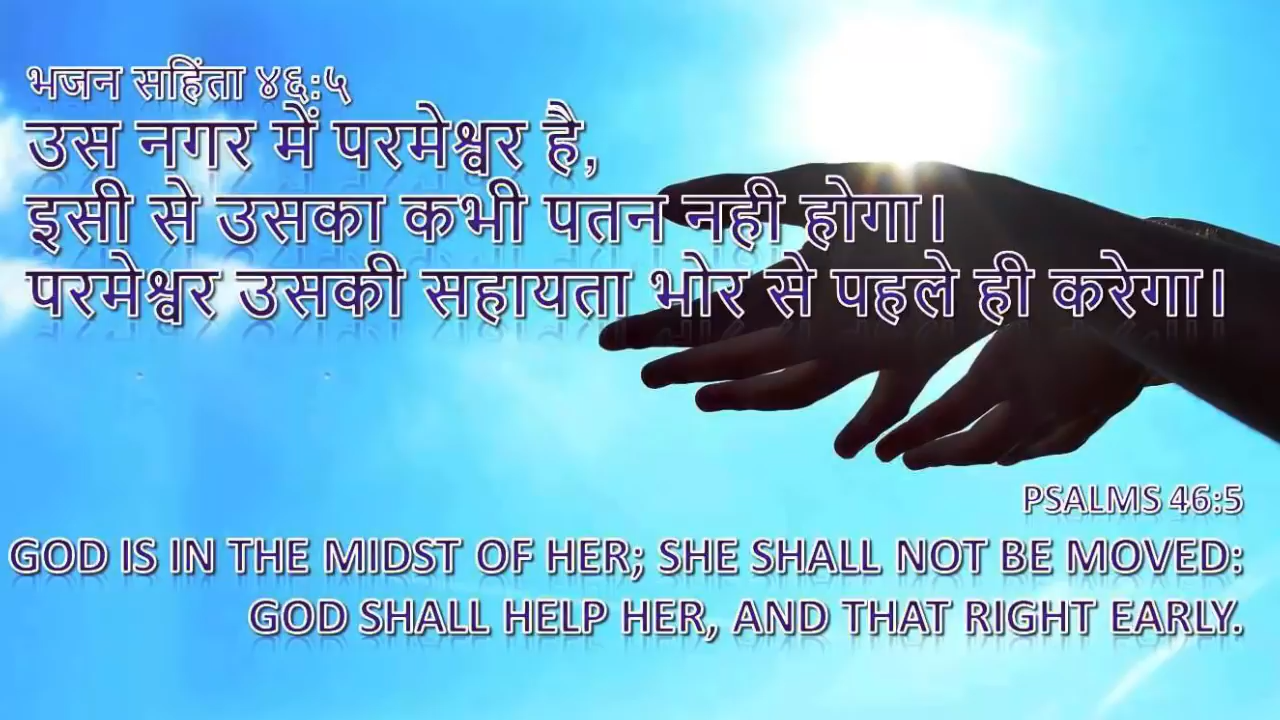 भजन सहिंता ४६:५
उस नगर में परमेश्वर है,
इसी से उसका कभी पतन नही होगा।
परमेश्वर उसकी सहायता भोर से पहले ही करेगा।
PSALMS 46:5
GOD IS IN THE MIDST OF HER; SHE SHALL NOT BE MOVED:
GOD SHALL HELP HER, AND THAT RIGHT EARLY.